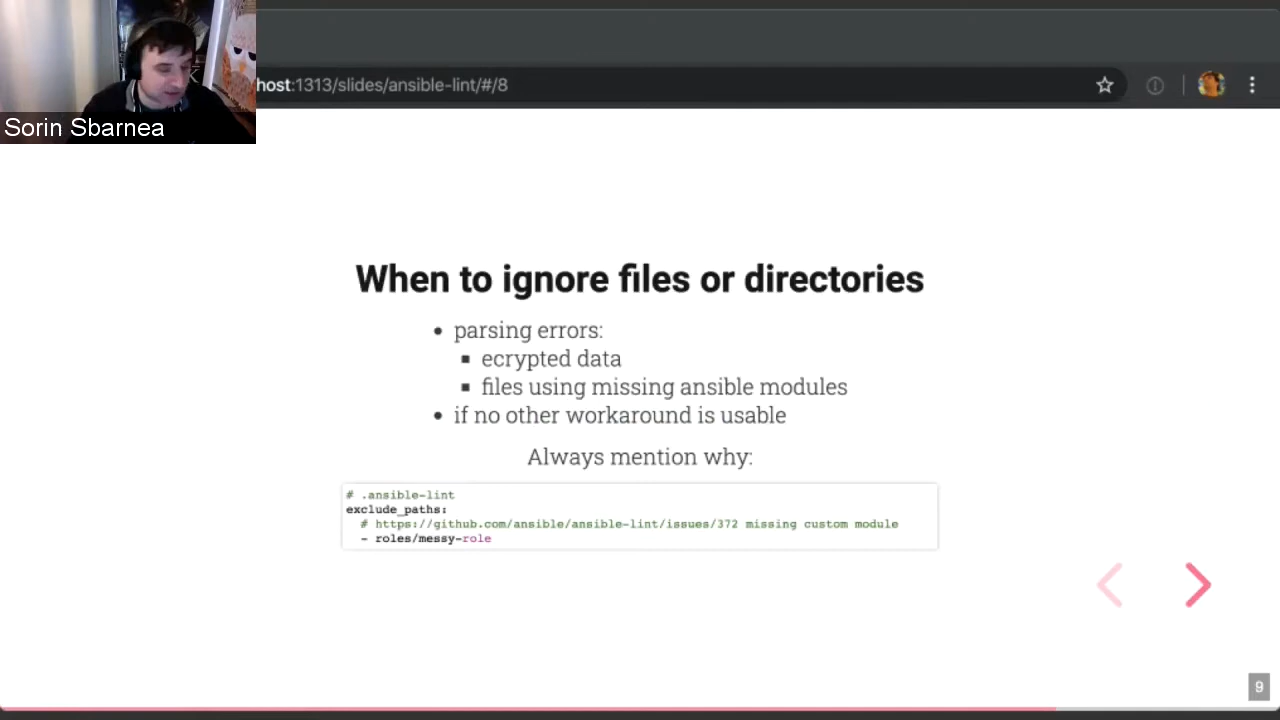 host:1313/slides/ansible-lint/#/8
Sorin Sbarnea
When to ignore files or directories
parsing errors:
ecrypted data
files using missing ansible modules
if no other workaround is usable
Always mention why:
# .ansible-lint
exclude_paths:
# https://github.com/ansible/ansible-lint/issues/372 missing custom module
- roles/messy-role
9